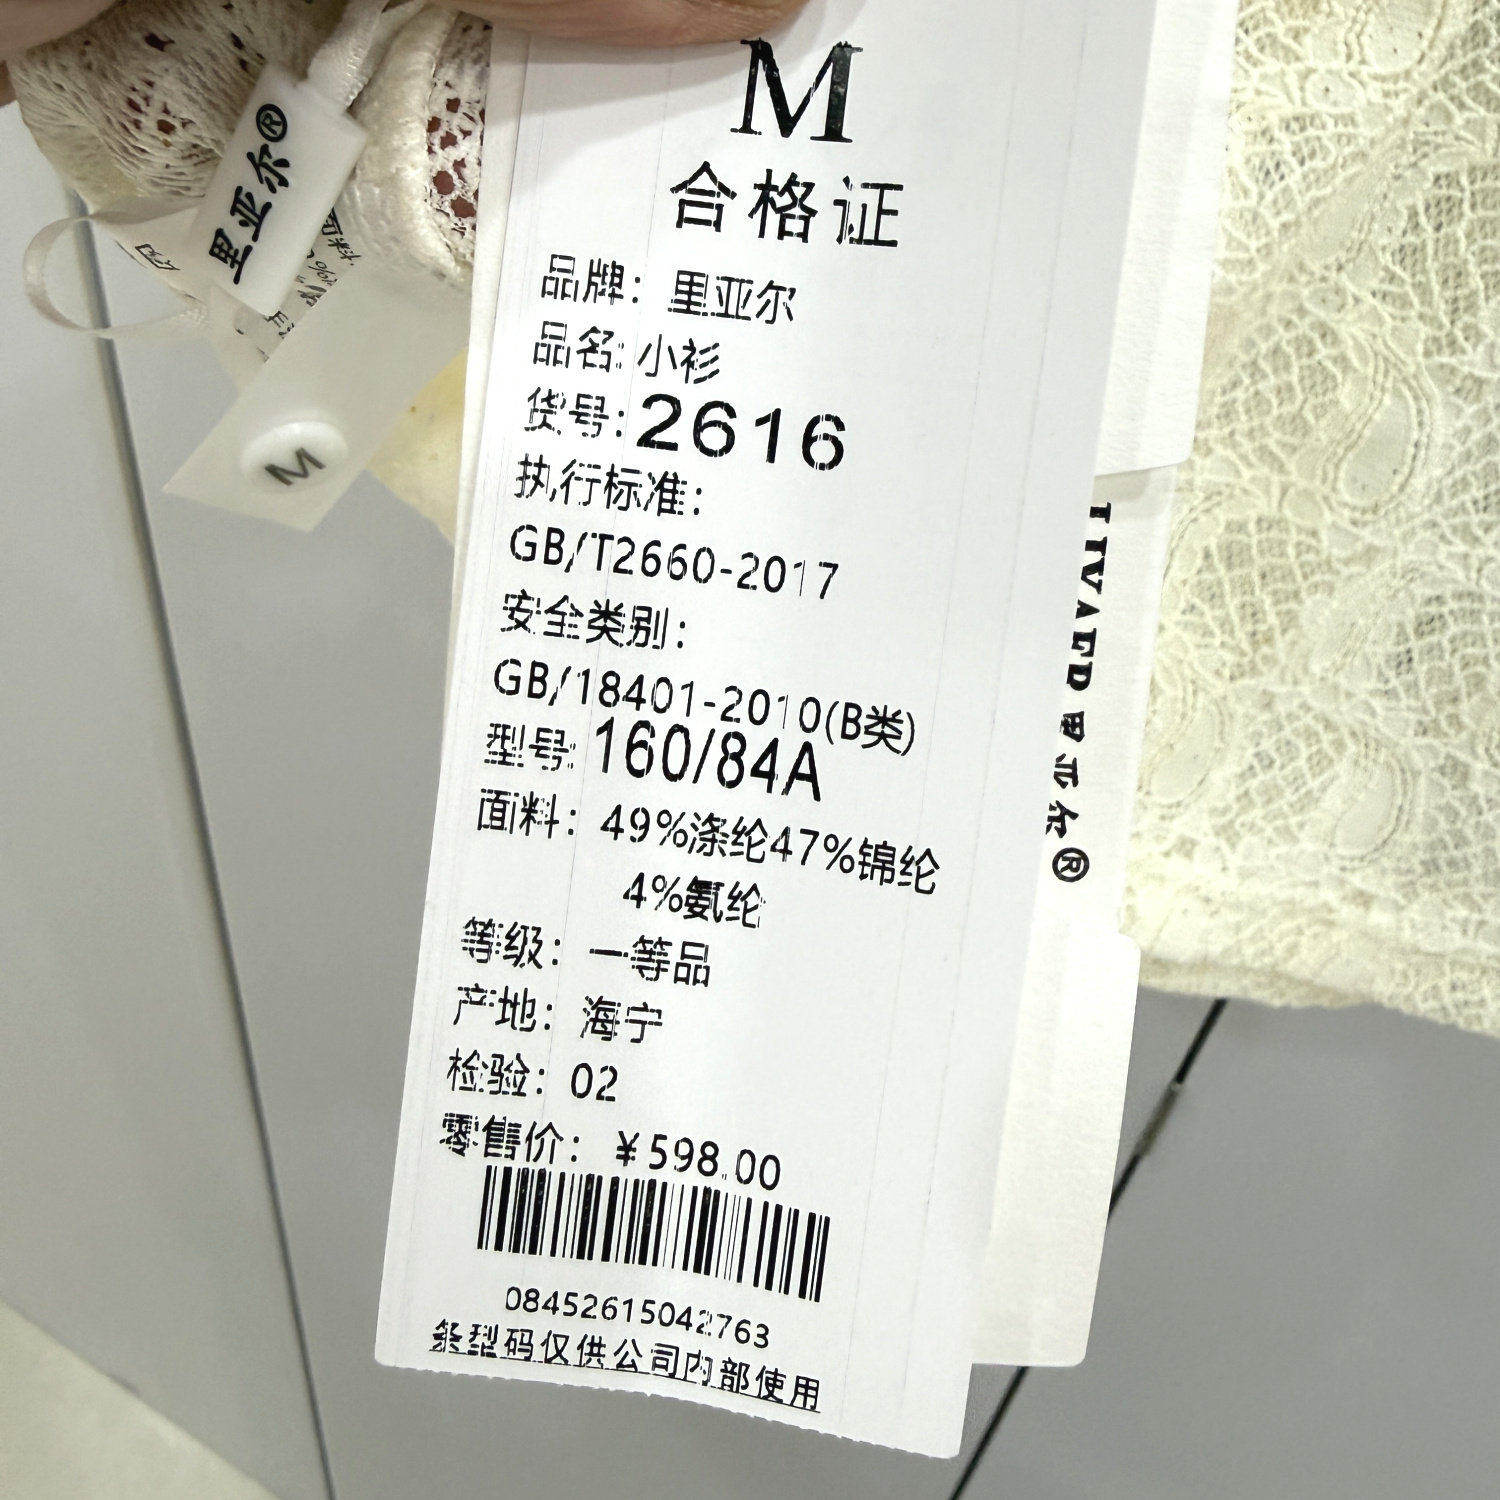 M
合格证
品牌：里亚尔
品名：小衫
货号：2616
执行标准：
GB/T2660-2017
安全类别：
GB/18401-2010(B类)
型号：160/84A
面料：49%涤纶47%锦纶
4%氨纶
等级：一等品
产地：海宁
检验：02
零售价：￥598.00
08452615042763
条型码仅供公司内部使用
里亚尔®
面料
M
里亚尔®